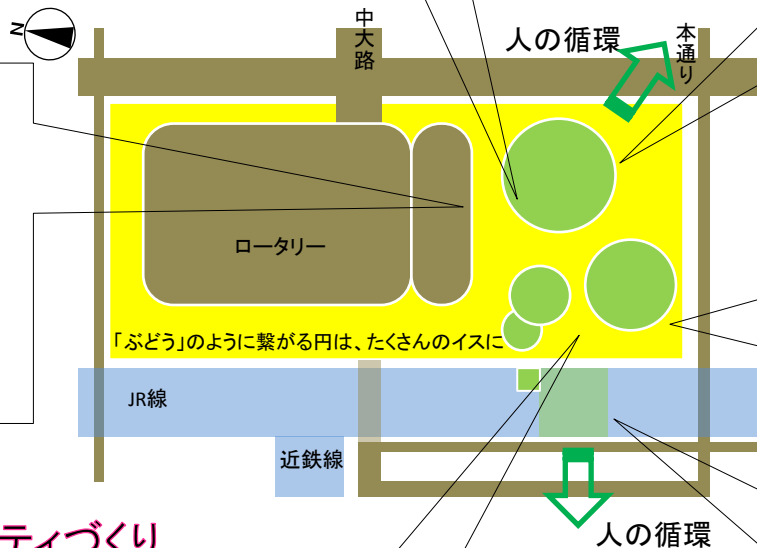 N
中大路
人の循環
本通り
ロータリー
「ぶどう」のように繋がる円は、たくさんのイスに
JR線
近鉄線
人の循環
ティづくり